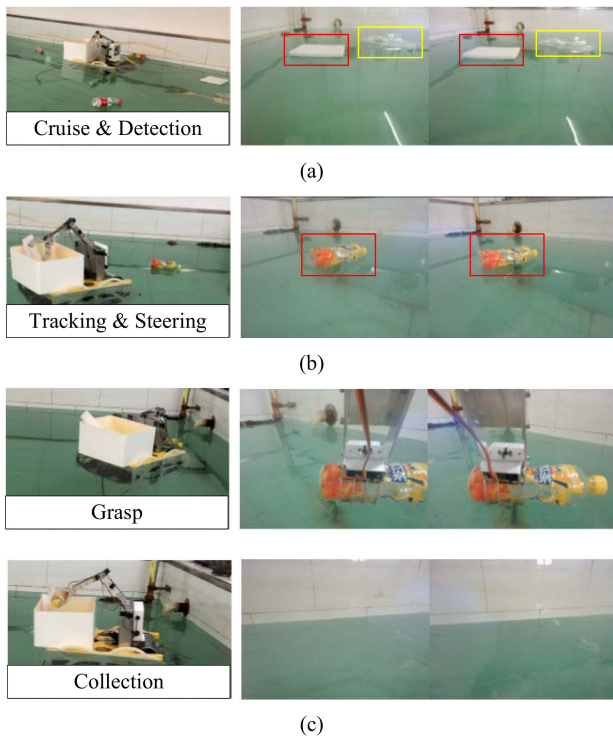 Cruise & Detection
(a)
Tracking & Steering
(b)
Grasp
Collection
(c)